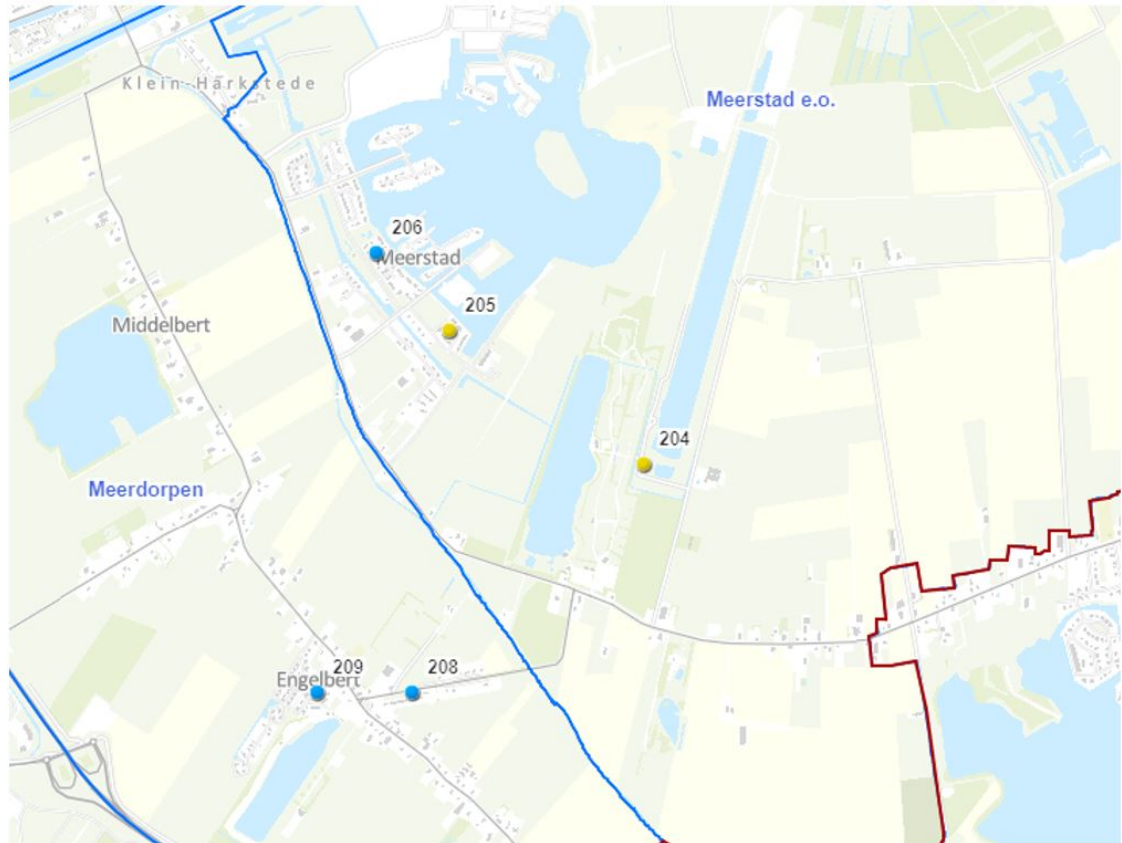 Klein-Harkstede
Meerstad e.o.
206
Meerstad
205
Middelbert
204
Meerdorpen
209
208
Engelbert